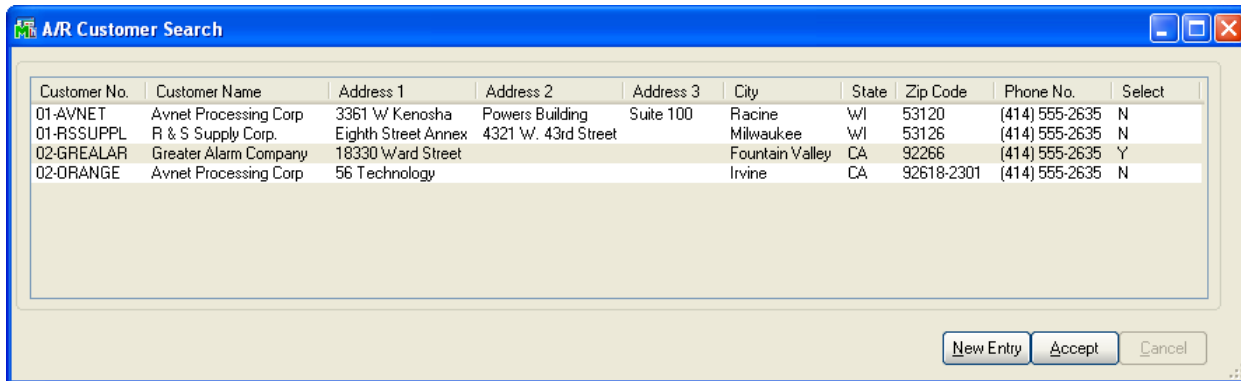 A/R Customer Search
Customer No. Customer Name Address 1 Address 2 Address 3 City State Zip Code Phone No. Select
01-AVNET Avnet Processing Corp 3361 W Kenosha Powers Building Suite 100 Racine WI 53120 (414) 555-2635 N
01-RSSUPPL R & S Supply Corp. Eighth Street Annex 4321 W. 43rd Street Milwaukee WI 53126 (414) 555-2635 N
02-GREALAR Greater Alarm Company 18330 Ward Street Fountain Valley CA 92266 (414) 555-2635 Y
02-ORANGE Avnet Processing Corp 56 Technology Irvine CA 92618-2301 (414) 555-2635 N
New Entry Accept Cancel